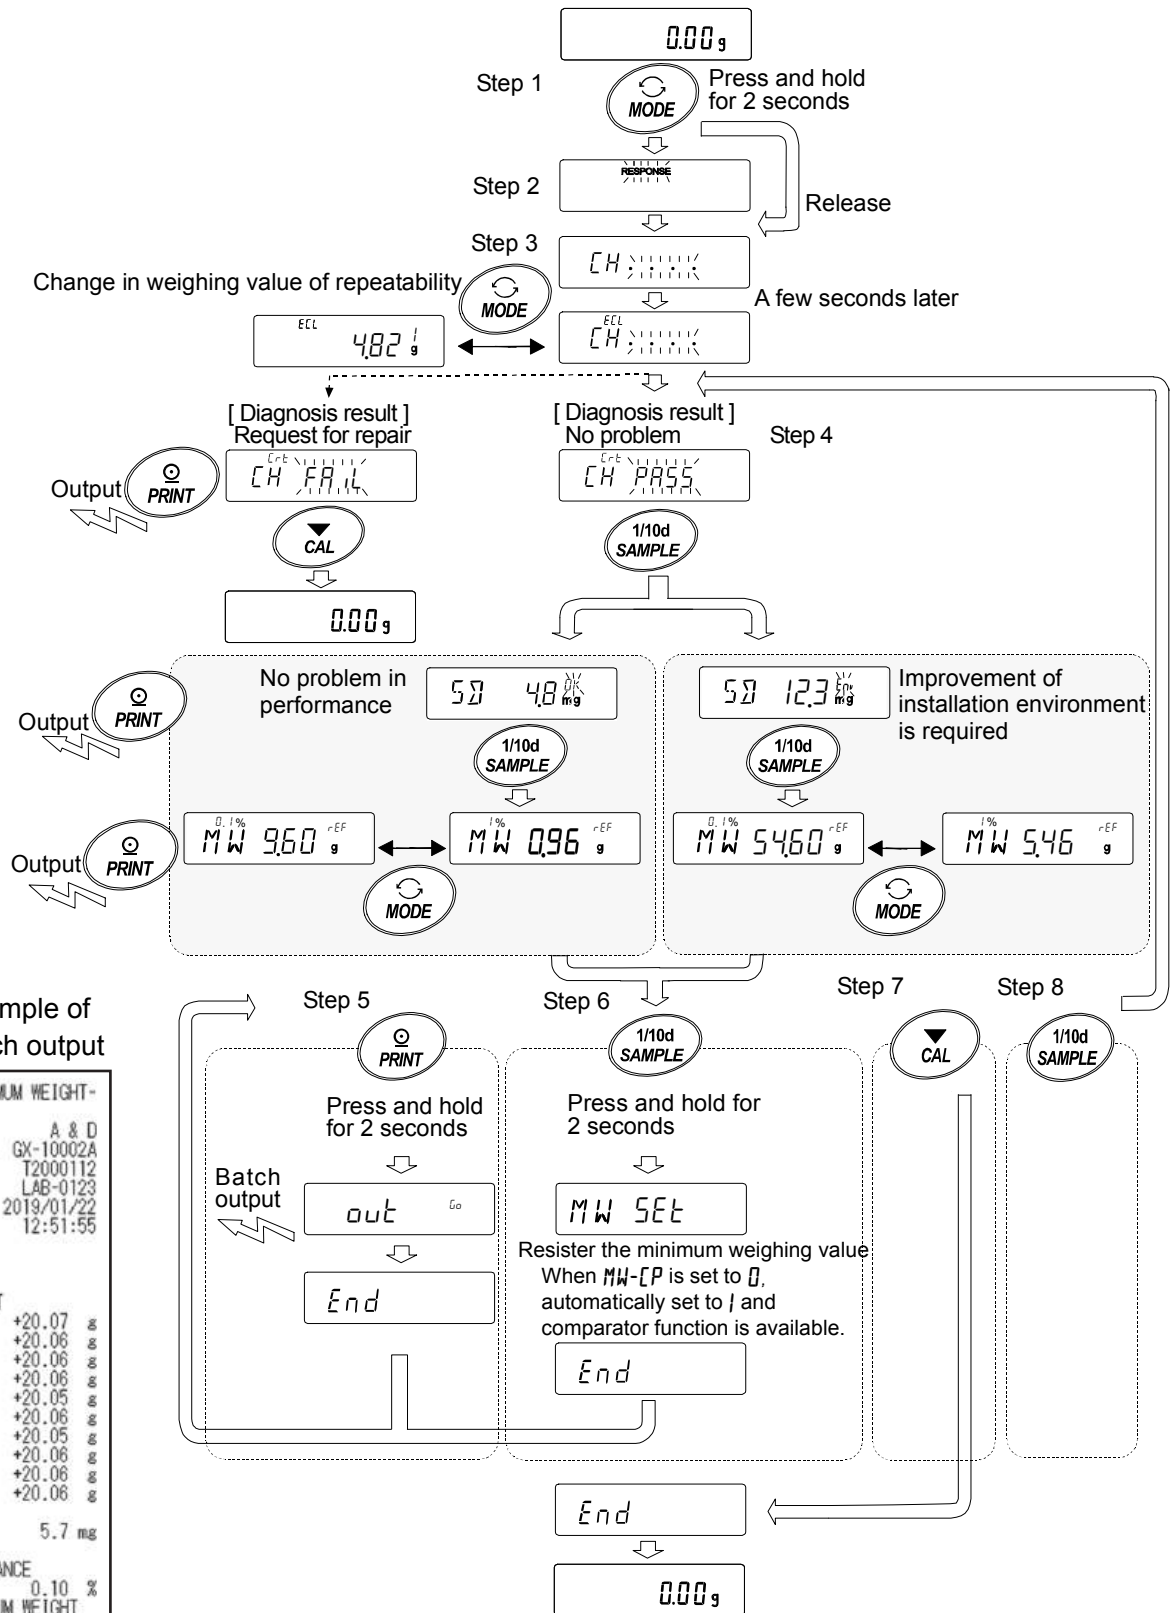 0.00 g
Step 1
MODE
Press and hold
for 2 seconds
RESPONSE
Step 2
Release
Step 3
CH
Change in weighing value of repeatability
MODE
A few seconds later
ECL
4.82 g
ECL
CH
[ Diagnosis result ]
Request for repair
[ Diagnosis result ]
No problem
Step 4
Output
PRINT
Crt
CH FAiL
Crt
CH PASS
CAL
1/10d
SAMPLE
0.00 g
No problem in
performance
SD 4.8 mg
OK
SD 12.3 mg
Improvement of
installation environment
is required
Output
PRINT
1/10d
SAMPLE
1/10d
SAMPLE
0.1%
MW 9.60 g
rEF
1%
MW 0.96 g
rEF
0.1%
MW 54.60 g
rEF
1%
MW 5.46 g
rEF
Output
PRINT
MODE
MODE
Step 5
Step 6
Step 7
Step 8
PRINT
1/10d
SAMPLE
CAL
1/10d
SAMPLE
Press and hold
for 2 seconds
Press and hold for
2 seconds
Batch
output
out Go
MW SEt
Resister the minimum weighing value
When MW-CP is set to 0,
automatically set to 1 and
comparator function is available.
End
End
End
0.00 g
mple of
ch output
MUM WEIGHT-
A & D
GX-10002A
T2000112
LAB-0123
2019/01/22
12:51:55
T
+20.07 g
+20.06 g
+20.06 g
+20.06 g
+20.05 g
+20.06 g
+20.05 g
+20.06 g
+20.06 g
+20.06 g
5.7 mg
ANCE
0.10 %
UM WEIGHT